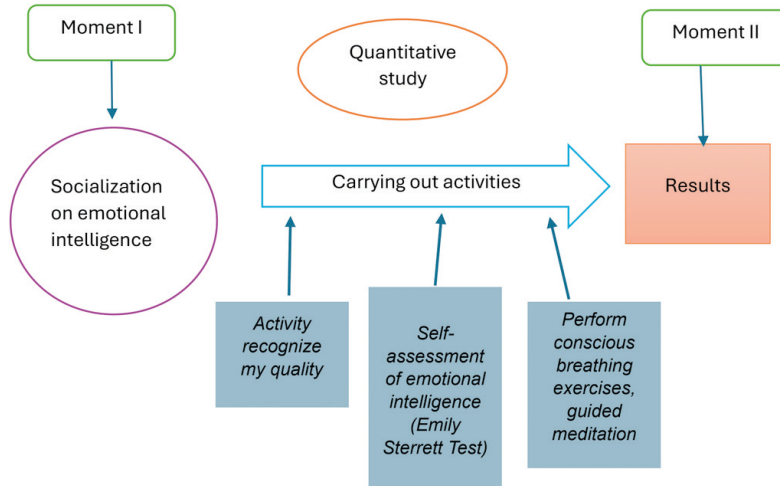 Moment I
Quantitative
study
Moment II
Socialization
on emotional
intelligence
Carrying out activities
Results
Activity
recognize
my quality
Self-
assessment
of emotional
intelligence
(Emily
Sterrett Test)
Perform
conscious
breathing
exercises,
guided
meditation